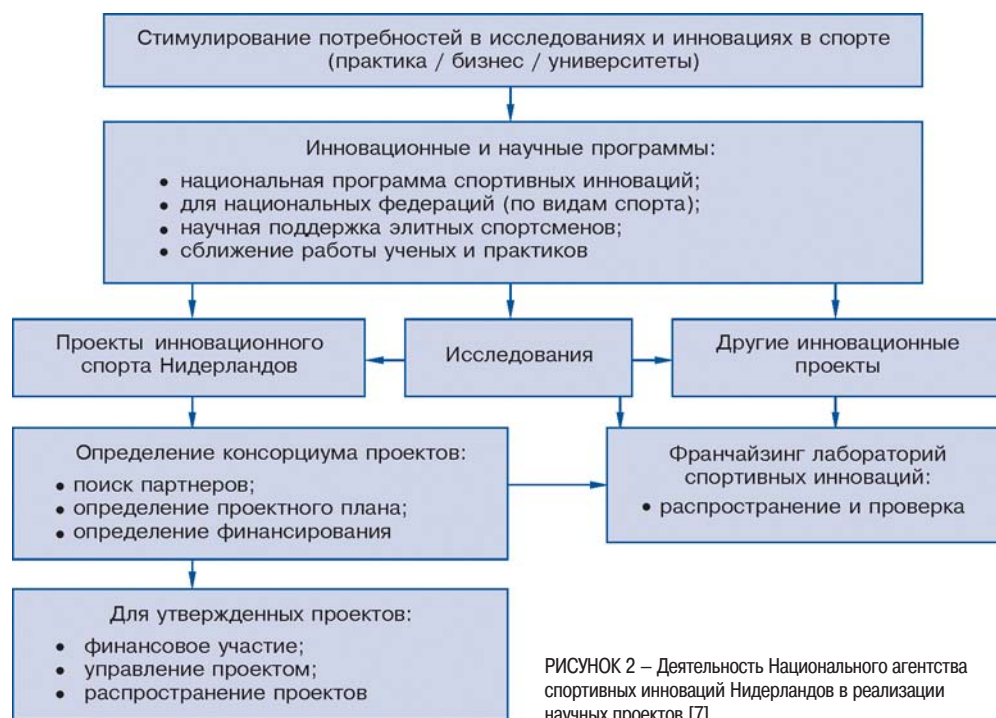 Стимулирование потребностей в исследованиях и инновациях в спорте
(практика / бизнес / университеты)
Инновационные и научные программы:
• национальная программа спортивных инноваций;
• для национальных федераций (по видам спорта);
• научная поддержка элитных спортсменов;
• сближение работы ученых и практиков
Проекты инновационного
спорта Нидерландов
Исследования
Другие инновационные
проекты
Определение консорциума проектов:
• поиск партнеров;
• определение проектного плана;
• определение финансирования
Франчайзинг лабораторий
спортивных инноваций:
• распространение и проверка
Для утвержденных проектов:
• финансовое участие;
• управление проектом;
• распространение проектов
РИСУНОК 2 – Деятельность Национального агентства
спортивных инноваций Нидерландов в реализации
научных проектов [7]